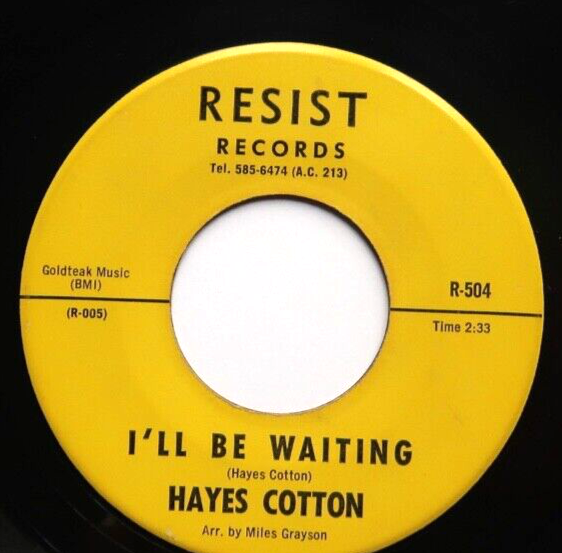 RESIST
RECORDS
Tel. 585-6474 (A.C. 213)
Goldteak Music
(BMI)
(R-005)
R-504
Time 2:33
I'LL BE WAITING
(Hayes Cotton)
HAYES COTTON
Arr. by Miles Grayson